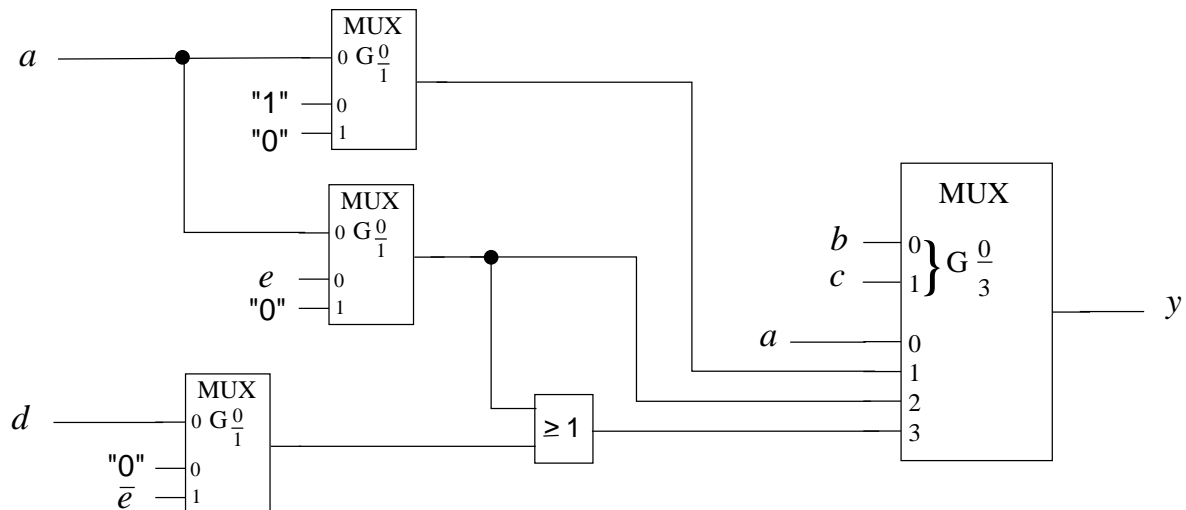 MUX
a
0 G 0/1
"1" 0
"0" 1
MUX
0 G 0/1
e 0
"0" 1
MUX
b 0
c 1 } G 0/3
y
a 0
1
2
3
MUX
d
0 G 0/1
"0" 0
e̅ 1
≥ 1